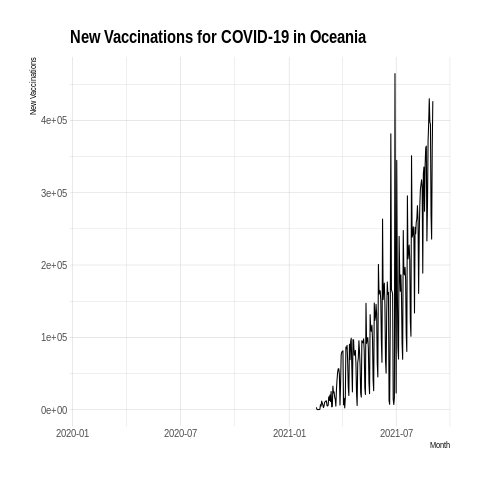 New Vaccinations for COVID-19 in Oceania
New Vaccinations
4e+05
3e+05
2e+05
1e+05
0e+00
2020-01 2020-07 2021-01 2021-07
Month